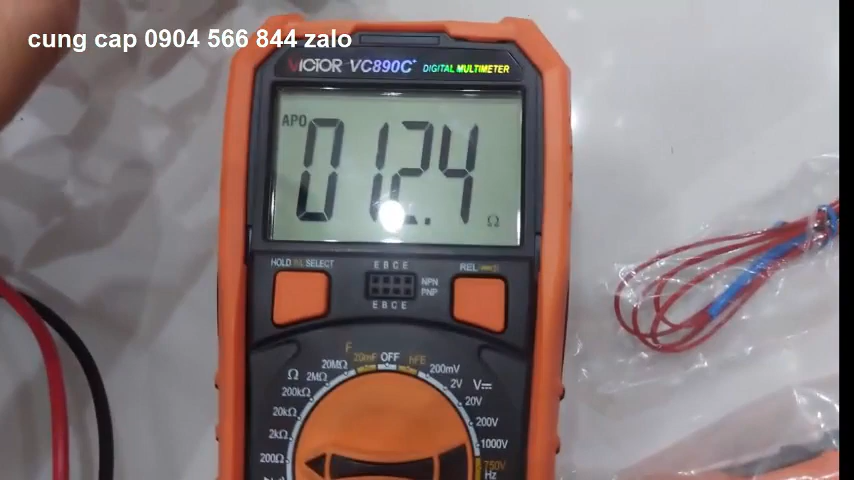 cung cap 0904 566 844 zalo
VICTOR VC890C+ DIGITAL MULTIMETER
APO 012.4 Ω
HOLD SELECT
E B C E
NPN
PNP
E B C E
REL
F
20mF
OFF
hFE
200mV
2V
V
20V
200V
1000V
750V
Hz
20MΩ
Ω
2MΩ
200kΩ
20kΩ
2kΩ
200Ω